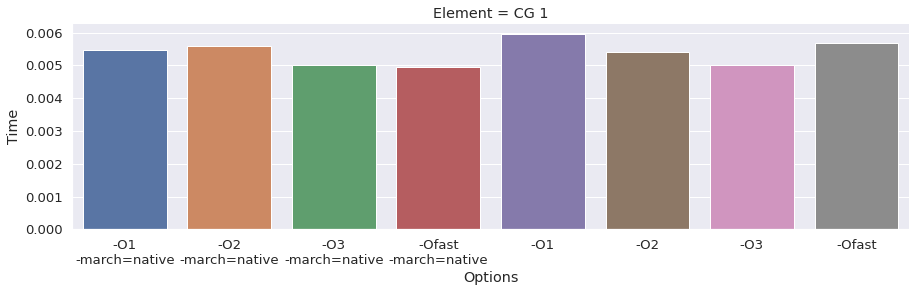 Element = CG 1
Time
0.006
0.005
0.004
0.003
0.002
0.001
0.000
-O1
-march=native
-O2
-march=native
-O3
-march=native
-Ofast
-march=native
-O1
-O2
-O3
-Ofast
Options